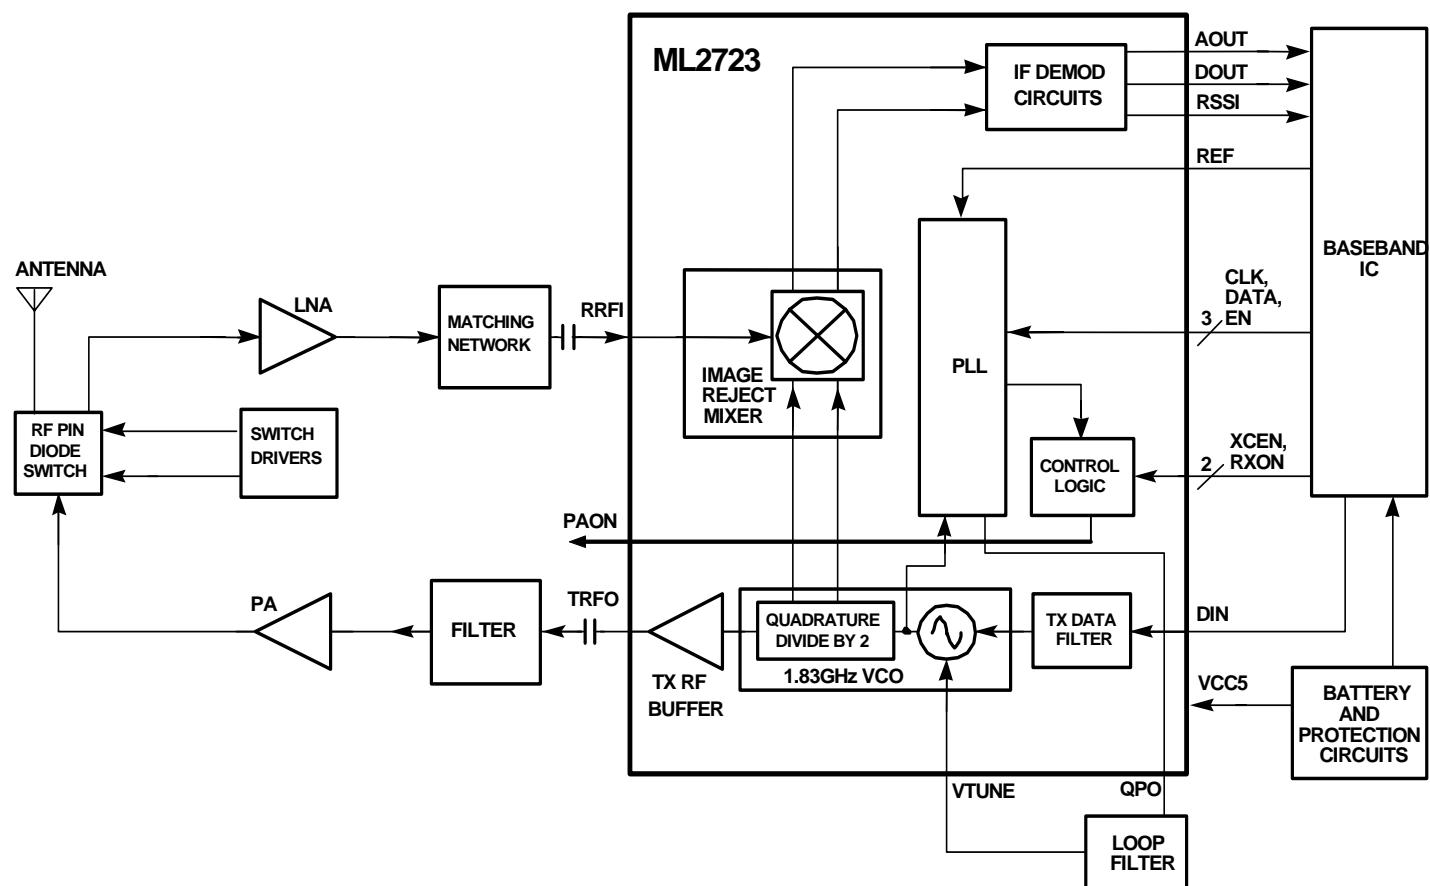 ML2723
IF DEMOD
CIRCUITS
AOUT
DOUT
RSSI
REF
BASEBAND
IC
ANTENNA
LNA
MATCHING
NETWORK
RRFI
IMAGE
REJECT
MIXER
PLL
CLK,
DATA,
EN
3
RF PIN
DIODE
SWITCH
SWITCH
DRIVERS
CONTROL
LOGIC
XCEN,
RXON
2
PAON
PA
FILTER
TRFO
TX RF
BUFFER
QUADRATURE
DIVIDE BY 2
1.83GHz VCO
TX DATA
FILTER
DIN
VCC5
BATTERY
AND
PROTECTION
CIRCUITS
VTUNE
QPO
LOOP
FILTER